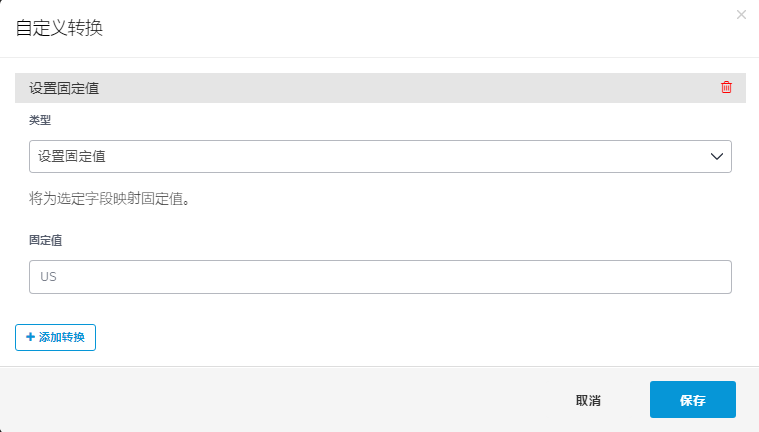 自定义转换
设置固定值
类型
设置固定值
将为选定字段映射固定值。
固定值
US
+ 添加转换
取消
保存